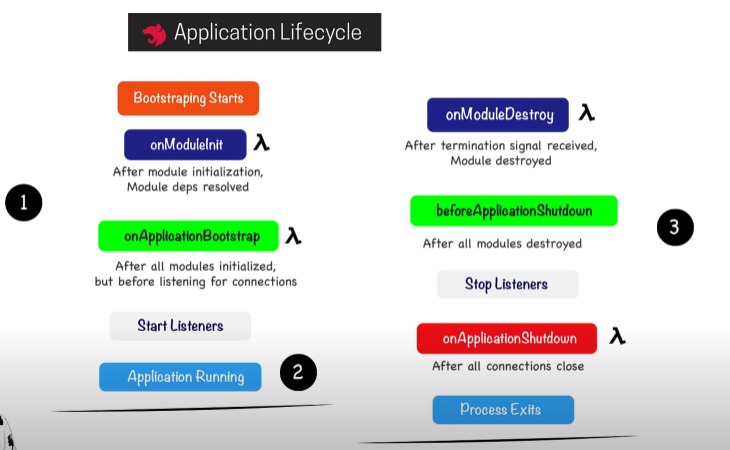 Application Lifecycle
Bootstraping Starts
onModuleInit λ
After module initialization,
Module deps resolved
1
onApplicationBootstrap λ
After all modules initialized,
but before listening for connections
Start Listeners
Application Running 2
onModuleDestroy λ
After termination signal received,
Module destroyed
beforeApplicationShutdown
3
After all modules destroyed
Stop Listeners
onApplicationShutdown λ
After all connections close
Process Exits